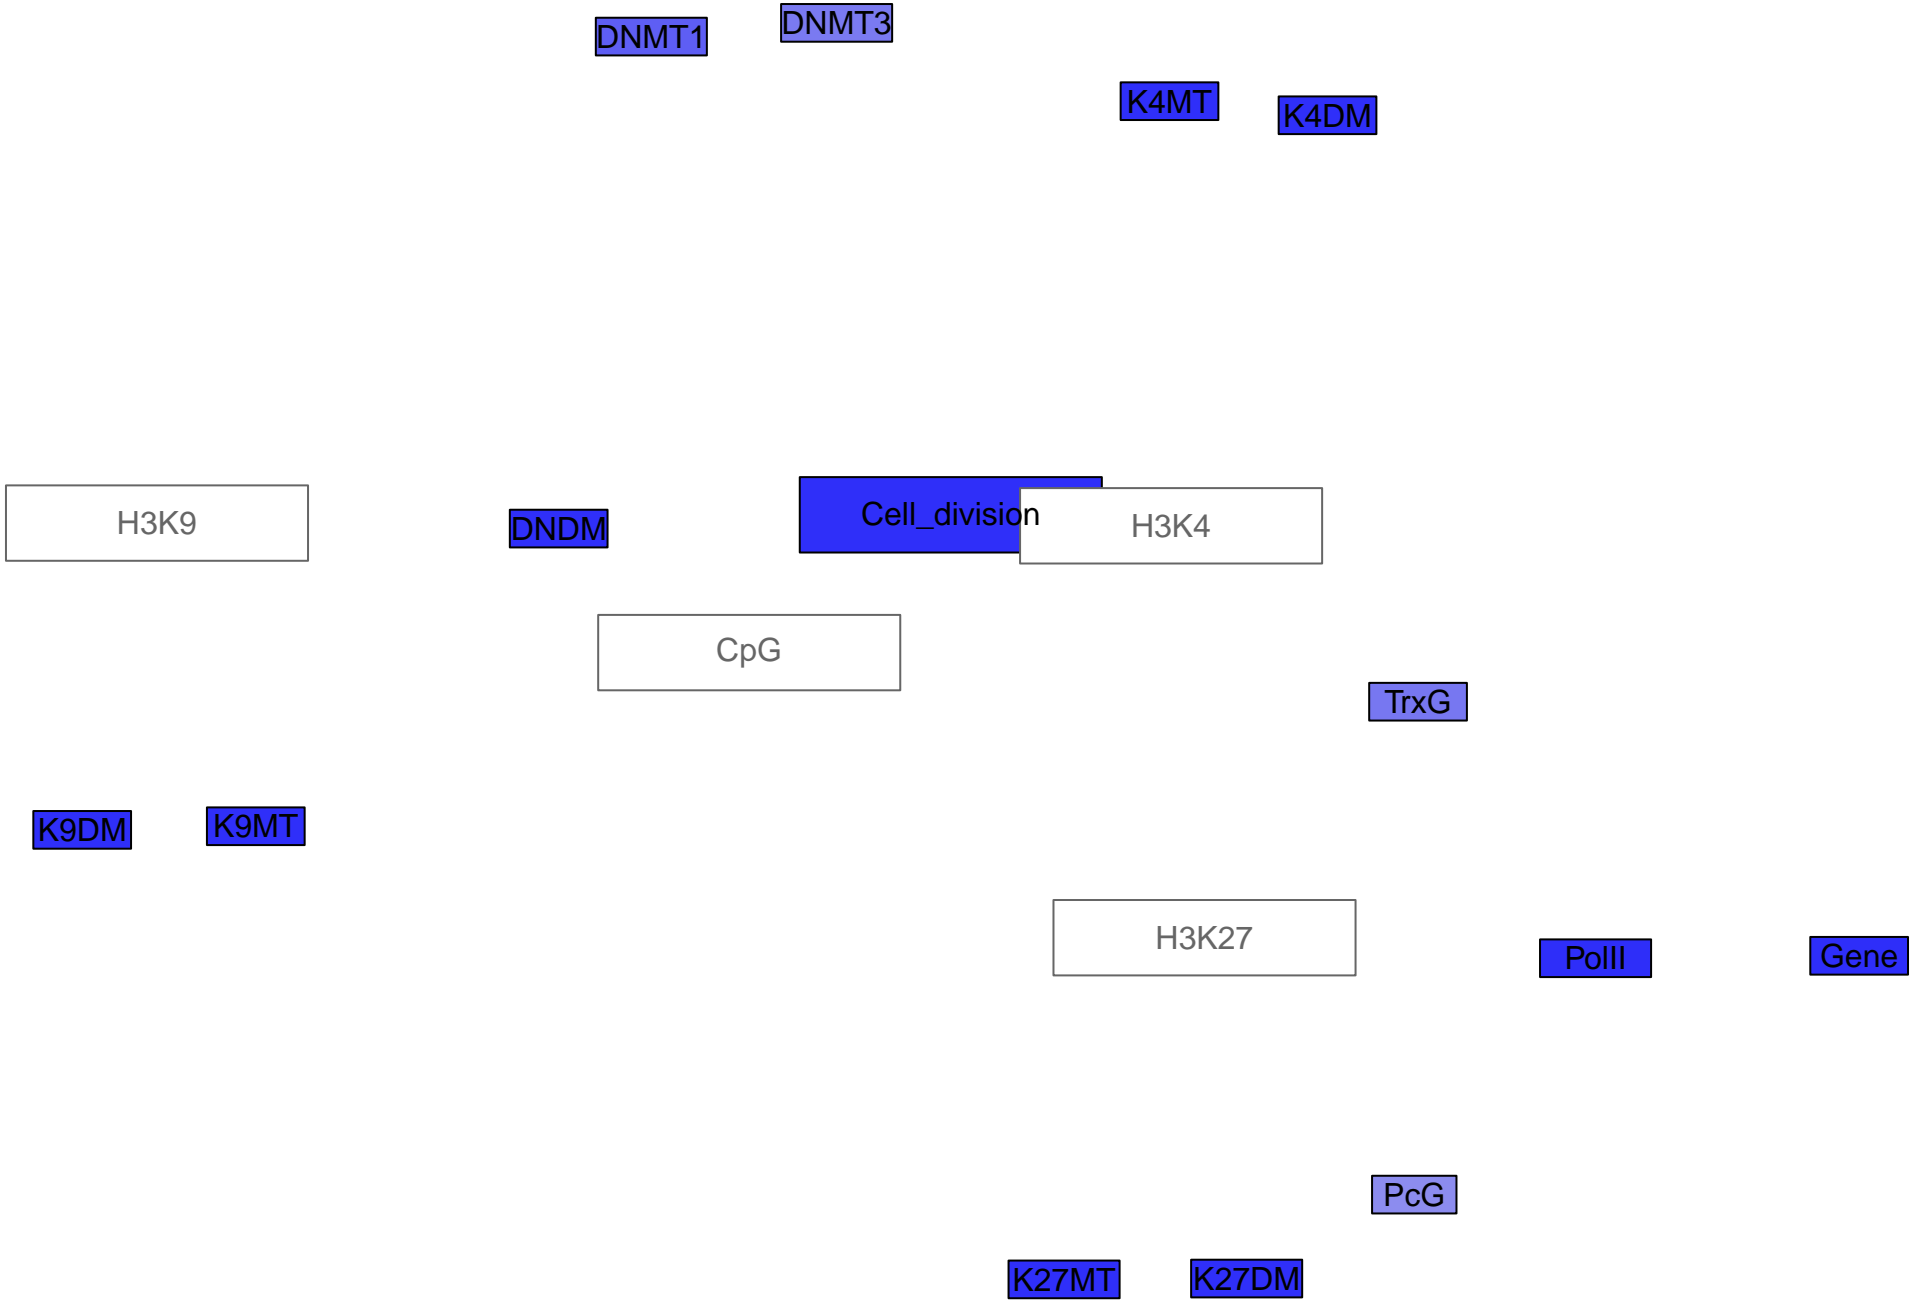 DNMT1
DNMT3
K4MT
K4DM
H3K9
DNDM
Cell_division
H3K4
CpG
TrxG
K9DM
K9MT
H3K27
PolII
Gene
PcG
K27MT
K27DM